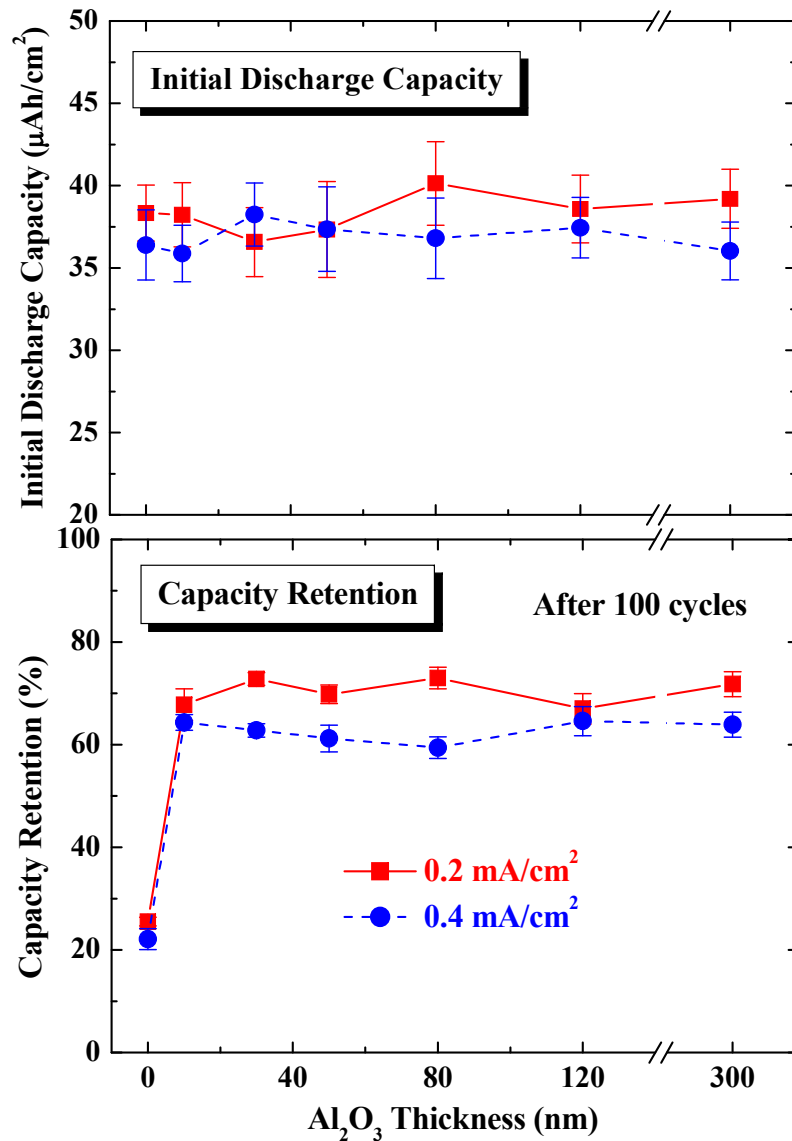 50
45
40
35
30
25
20
Initial Discharge Capacity (μAh/cm²)
Initial Discharge Capacity
100
80
60
40
20
0
Capacity Retention (%)
Capacity Retention
After 100 cycles
0.2 mA/cm²
0.4 mA/cm²
0 40 80 120 300
Al₂O₃ Thickness (nm)